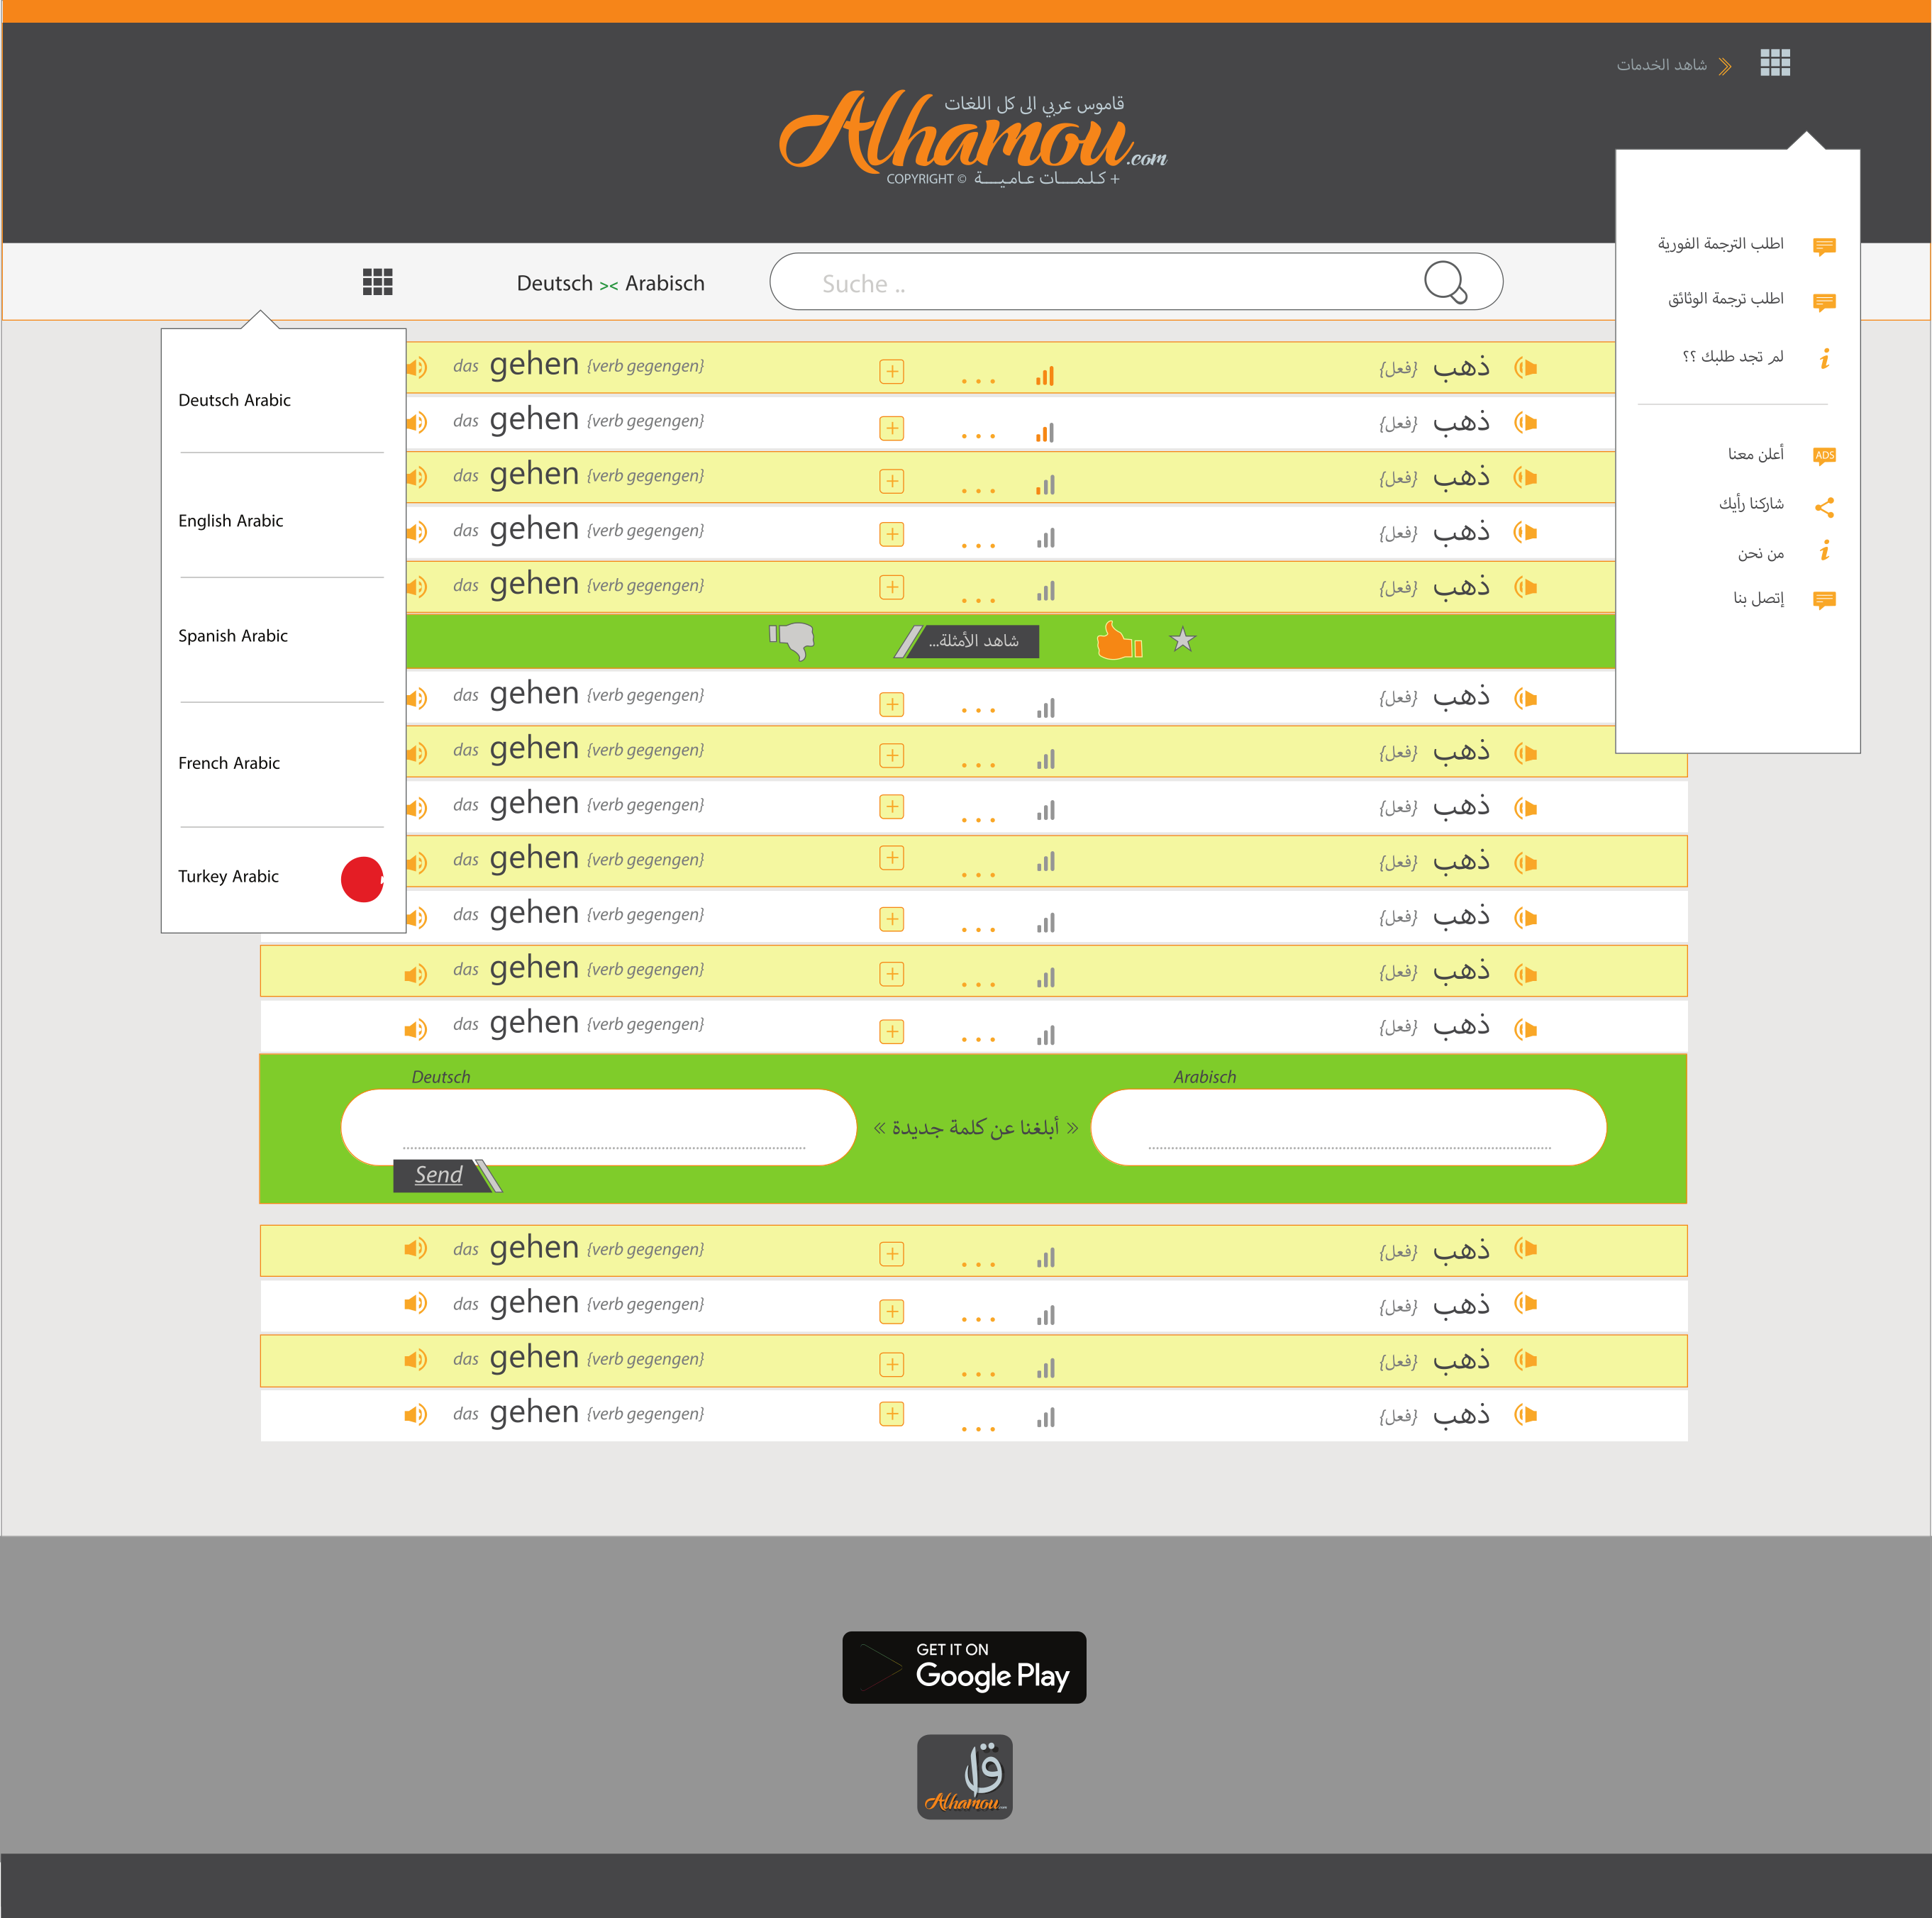 شاهد الخدمات
قاموس عربي الى كل اللغات
Alhamou.com
COPYRIGHT © + كـلـمـــات عـامـيـــــة
Deutsch >< Arabisch
Suche ..
اطلب الترجمة الفورية
اطلب ترجمة الوثائق
لم تجد طلبك ؟؟
ADS أعلن معنا
شاركنا رأيك
من نحن
إتصل بنا
Deutsch Arabic
English Arabic
Spanish Arabic
French Arabic
Turkey Arabic
das gehen {verb gegengen} + ... {فعل} ذهب
das gehen {verb gegengen} + ... {فعل} ذهب
das gehen {verb gegengen} + ... {فعل} ذهب
das gehen {verb gegengen} + ... {فعل} ذهب
das gehen {verb gegengen} + ... {فعل} ذهب
شاهد الأمثلة...
das gehen {verb gegengen} + ... {فعل} ذهب
das gehen {verb gegengen} + ... {فعل} ذهب
das gehen {verb gegengen} + ... {فعل} ذهب
das gehen {verb gegengen} + ... {فعل} ذهب
das gehen {verb gegengen} + ... {فعل} ذهب
das gehen {verb gegengen} + ... {فعل} ذهب
das gehen {verb gegengen} + ... {فعل} ذهب
Deutsch
Arabisch
« أبلغنا عن كلمة جديدة »
Send
das gehen {verb gegengen} + ... {فعل} ذهب
das gehen {verb gegengen} + ... {فعل} ذهب
das gehen {verb gegengen} + ... {فعل} ذهب
das gehen {verb gegengen} + ... {فعل} ذهب
GET IT ON
Google Play
قا
Alhamou.com